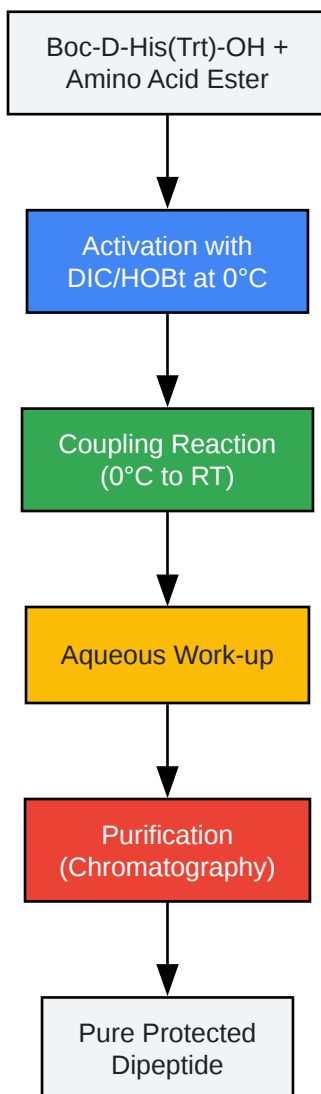 Boc-D-His(Trt)-OH +
Amino Acid Ester
Activation with
DIC/HOBt at 0°C
Coupling Reaction
(0°C to RT)
Aqueous Work-up
Purification
(Chromatography)
Pure Protected
Dipeptide